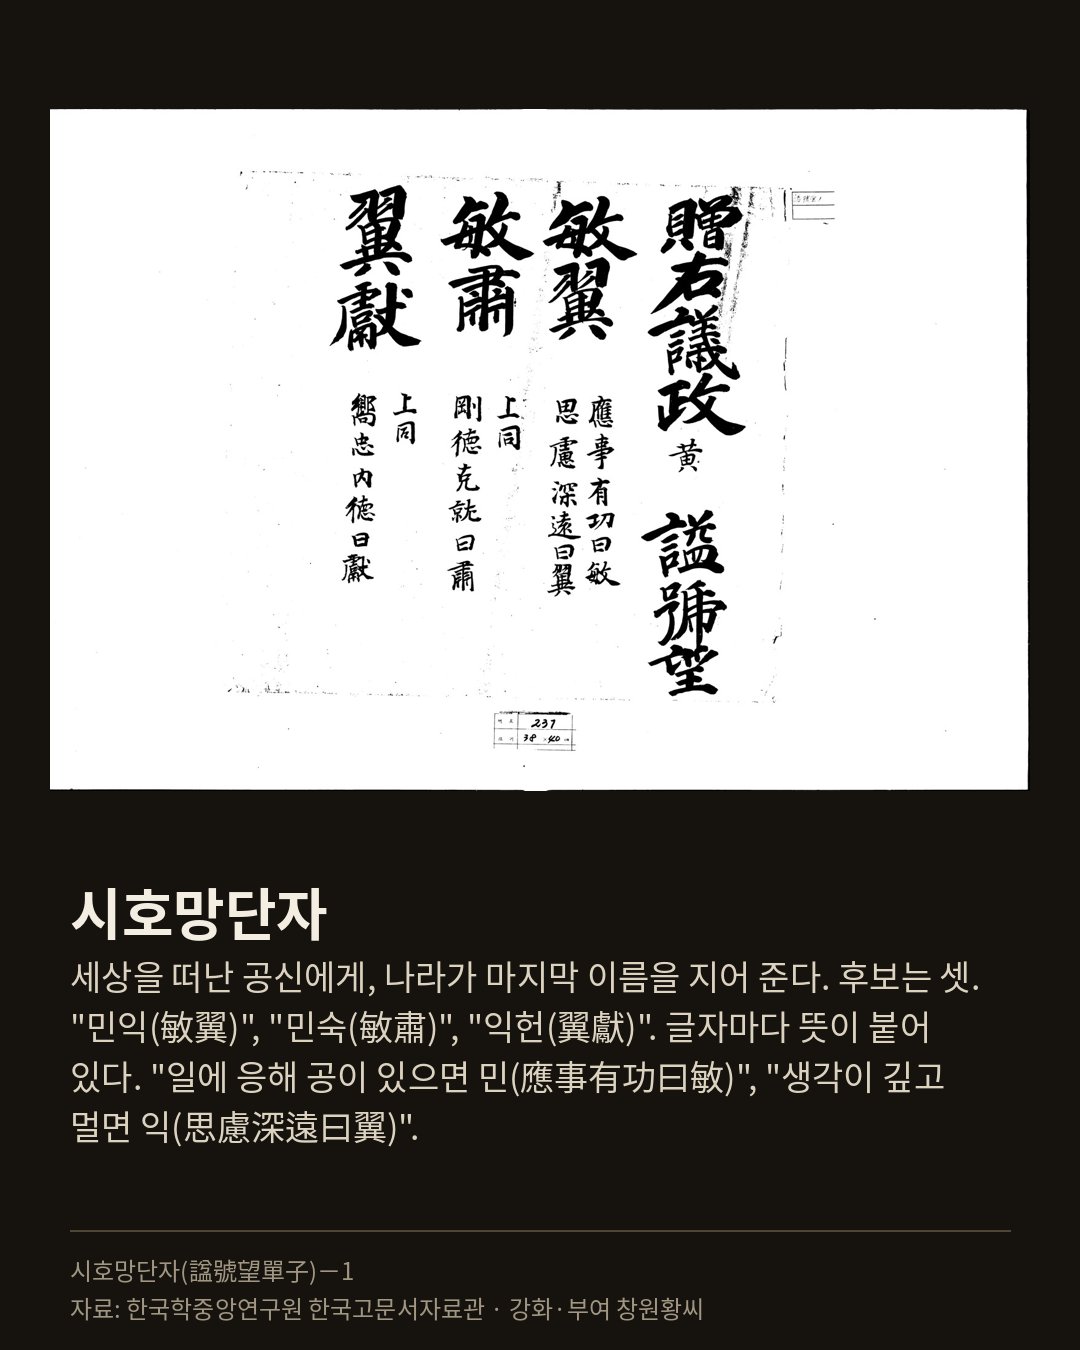 贈右議政黃 謚號望
敏翼
應事有功曰敏
思慮深遠曰翼
敏肅
上同
剛德克就曰肅
翼獻
上同
嚮忠內德曰獻
237
38 × 40 cm
시호망단자
세상을 떠난 공신에게, 나라가 마지막 이름을 지어 준다. 후보는 셋.
"민익(敏翼)", "민숙(敏肅)", "익헌(翼獻)". 글자마다 뜻이 붙어
있다. "일에 응해 공이 있으면 민(應事有功曰敏)", "생각이 깊고
멀면 익(思慮深遠曰翼)".
시호망단자(諡號望單子)－1
자료: 한국학중앙연구원 한국고문서자료관 · 강화·부여 창원황씨